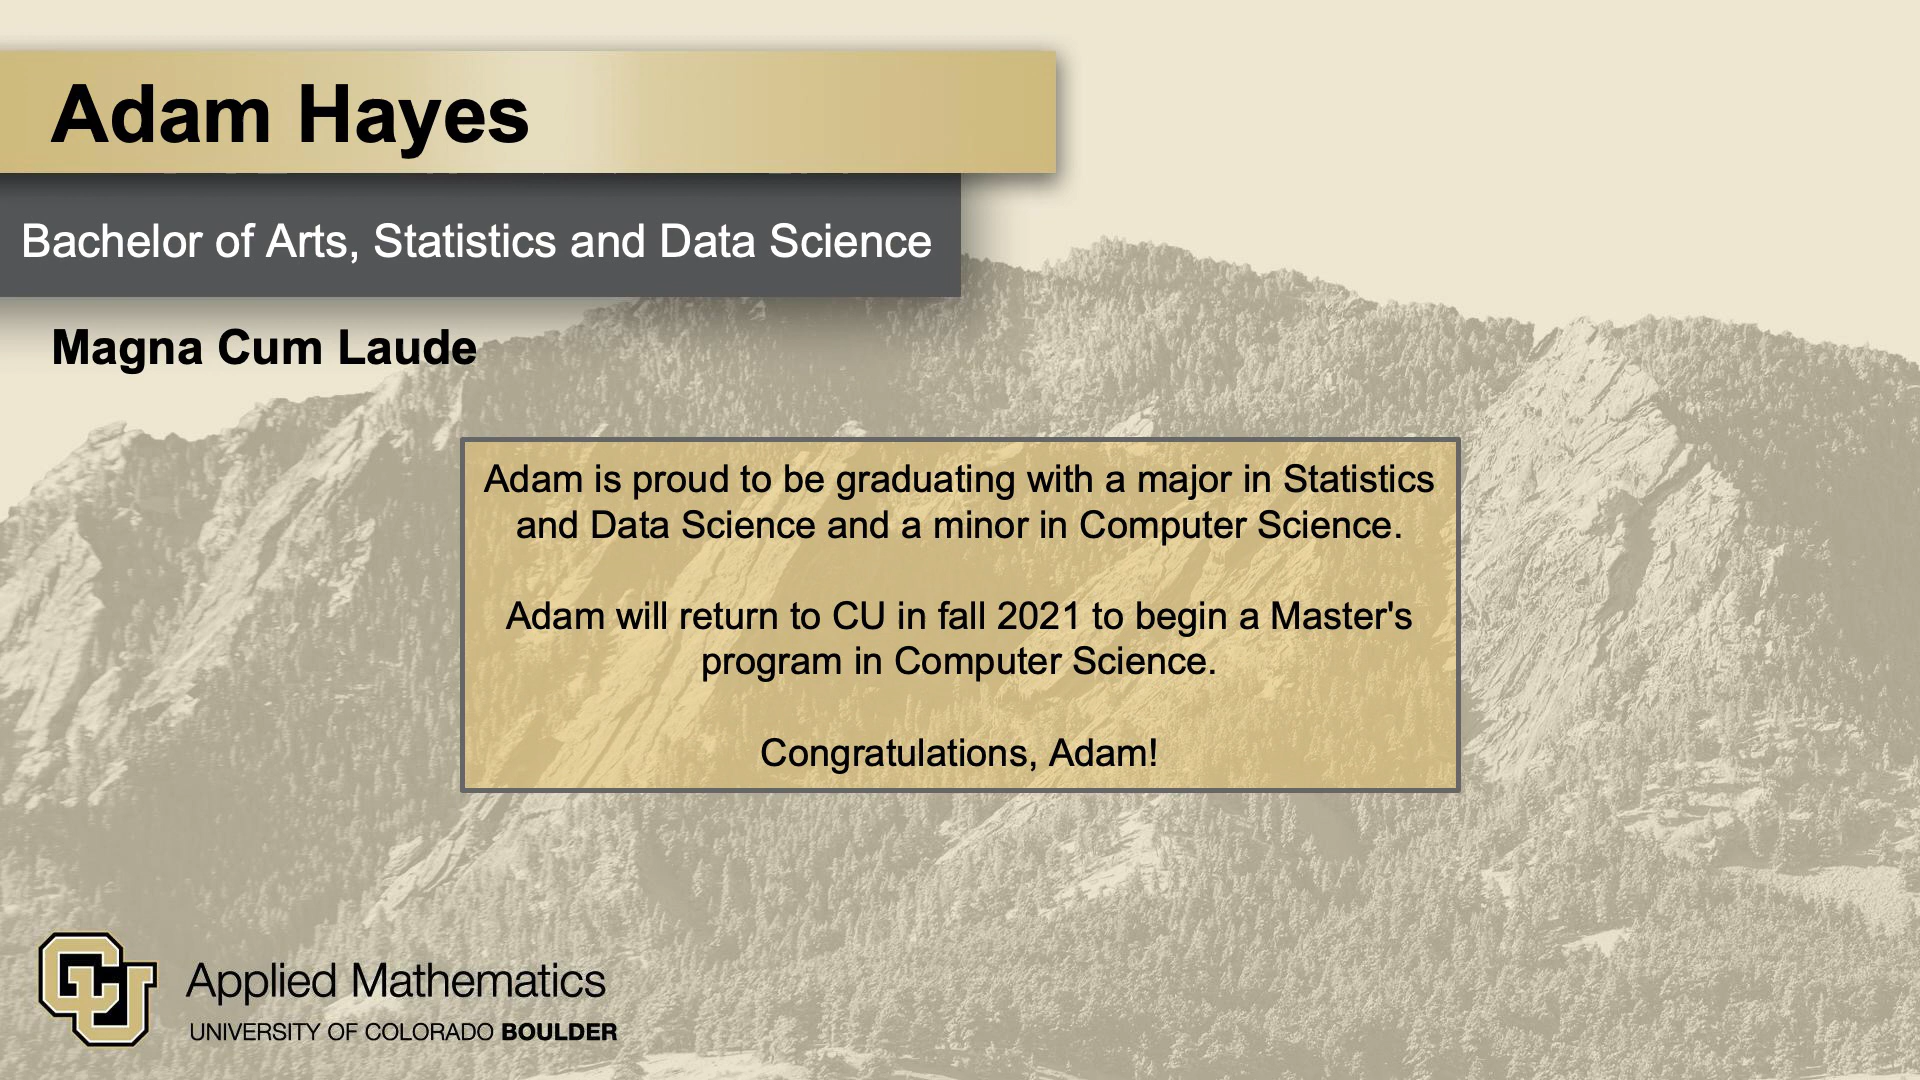 Adam Hayes
Bachelor of Arts, Statistics and Data Science
Magna Cum Laude
Adam is proud to be graduating with a major in Statistics
and Data Science and a minor in Computer Science.
Adam will return to CU in fall 2021 to begin a Master's
program in Computer Science.
Congratulations, Adam!
CU
Applied Mathematics
UNIVERSITY OF COLORADO BOULDER